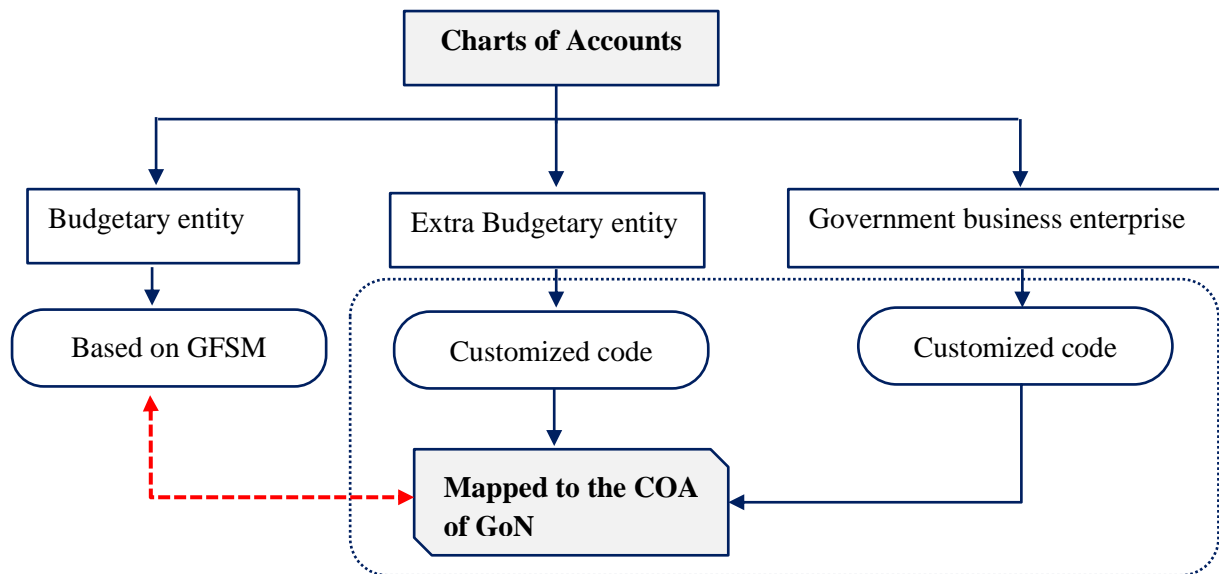 Charts of Accounts
Budgetary entity
Extra Budgetary entity
Government business enterprise
Based on GFSM
Customized code
Customized code
Mapped to the COA
of GoN